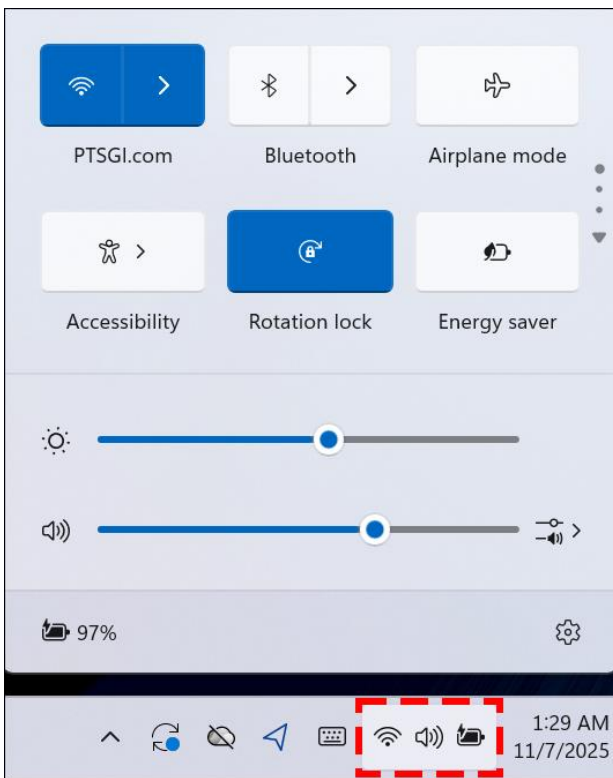 PTSGI.com
Bluetooth
Airplane mode
Accessibility
Rotation lock
Energy saver
97%
1:29 AM
11/7/2025